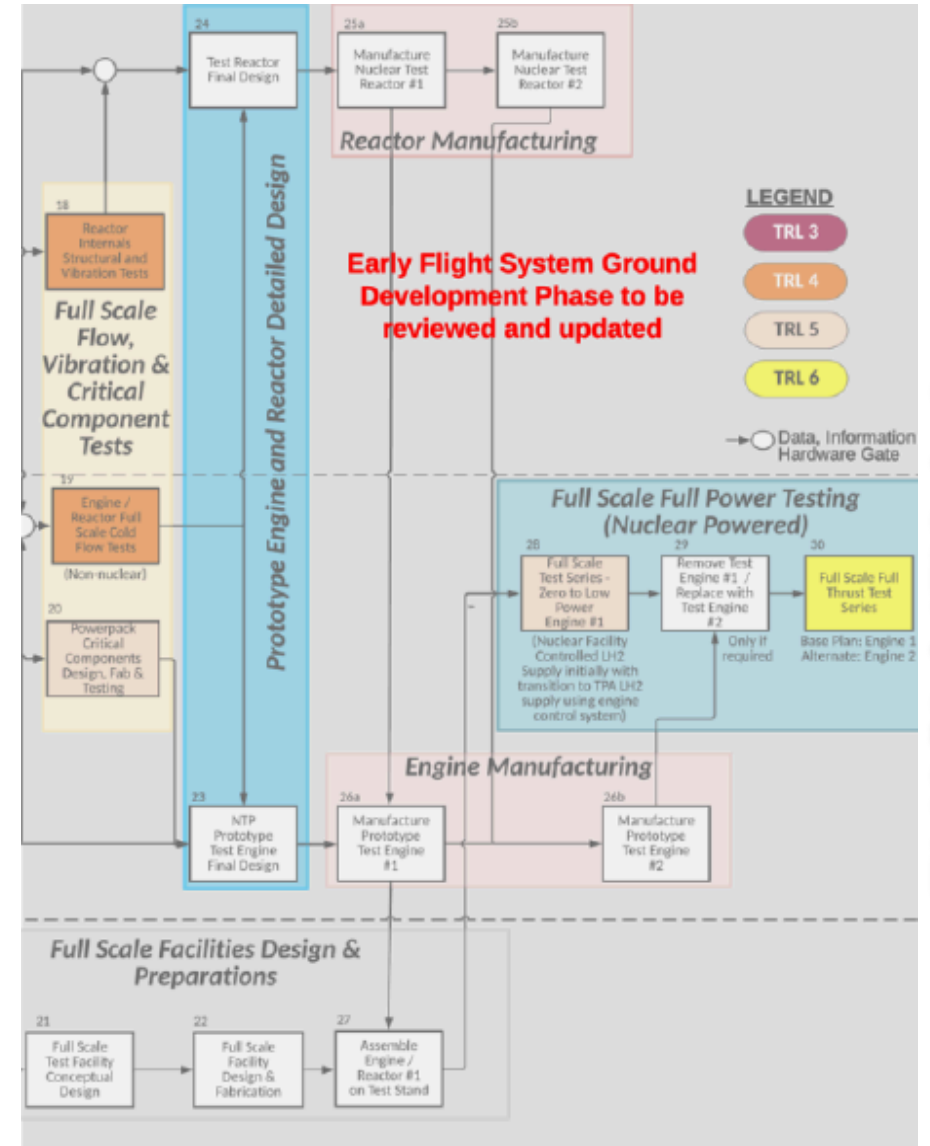 24
Test Reactor
Final Design
25a
Manufacture
Nuclear Test
Reactor #1
25b
Manufacture
Nuclear Test
Reactor #2
Reactor Manufacturing
18
Reactor
Internals
Structural and
Vibration Tests
Full Scale
Flow,
Vibration &
Critical
Component
Tests
Prototype Engine and Reactor Detailed Design
Early Flight System Ground
Development Phase to be
reviewed and updated
LEGEND
TRL 3
TRL 4
TRL 5
TRL 6
Data, Information
Hardware Gate
19
Engine /
Reactor Full
Scale Cold
Flow Tests
(Non-nuclear)
20
Powerpack
Critical
Components
Design, Fab &
Testing
Full Scale Full Power Testing
(Nuclear Powered)
28
Full Scale
Test Series -
Zero to Low
Power
Engine #1
(Nuclear Facility
Controlled LH2
Supply initially with
transition to TPA LH2
supply using engine
control system)
29
Remove Test
Engine #1 /
Replace with
Test Engine
#2
Only if
required
30
Full Scale Full
Thrust Test
Series
Base Plan: Engine 1
Alternate: Engine 2
Engine Manufacturing
23
NTP
Prototype
Test Engine
Final Design
26a
Manufacture
Prototype
Test Engine
#1
26b
Manufacture
Prototype
Test Engine
#2
Full Scale Facilities Design &
Preparations
21
Full Scale
Test Facility
Conceptual
Design
22
Full Scale
Facility
Design &
Fabrication
27
Assemble
Engine /
Reactor #1
on Test Stand